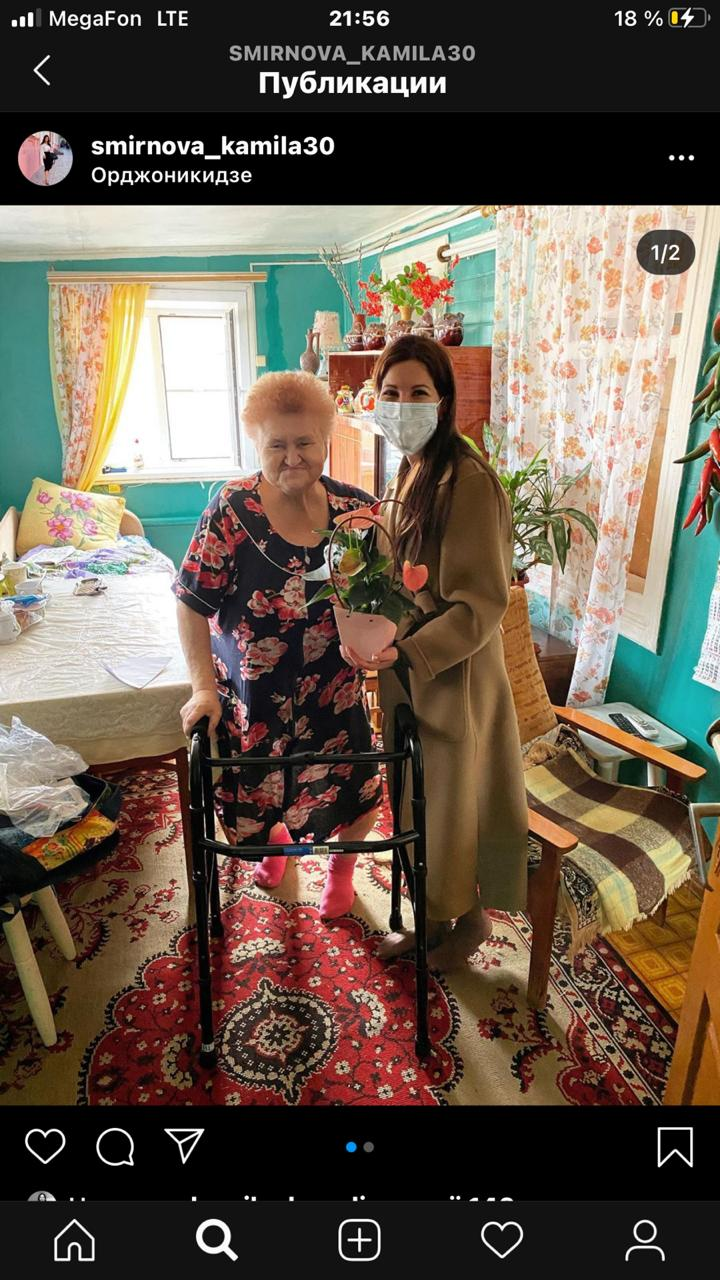 MegaFon LTE 21:56 18 %
SMIRNOVA_KAMILA30
Публикации
smirnova_kamila30
Орджоникидзе
1/2